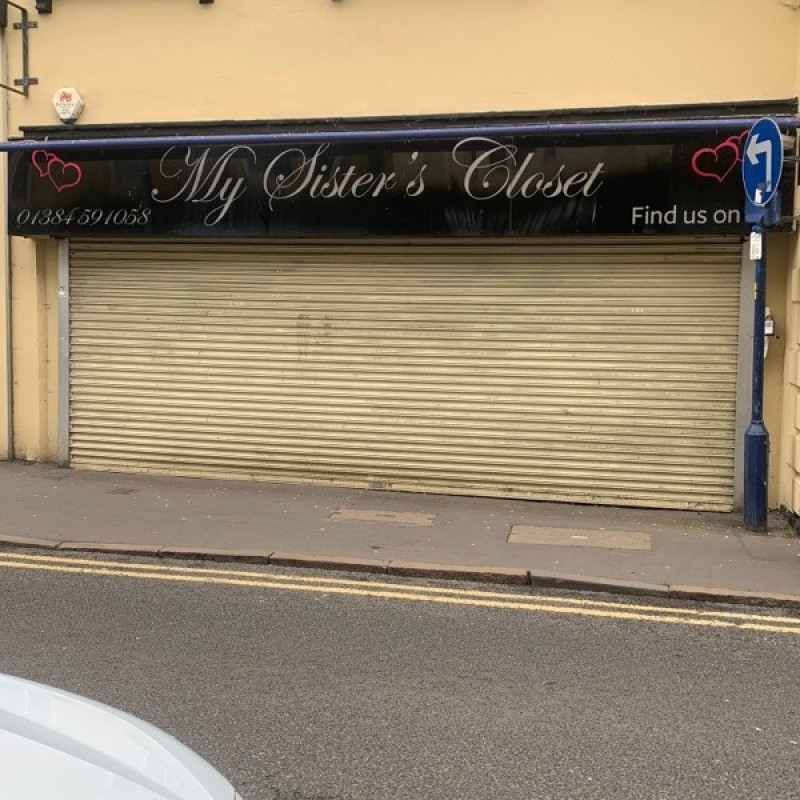 My Sister's Closet
01384 591058
Find us on